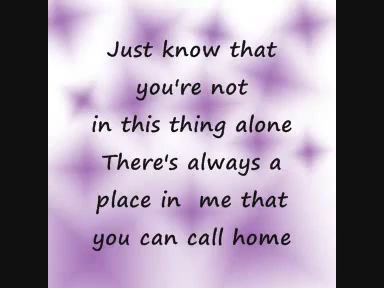 Just know that
you're not
in this thing alone
There's always a
place in me that
you can call home